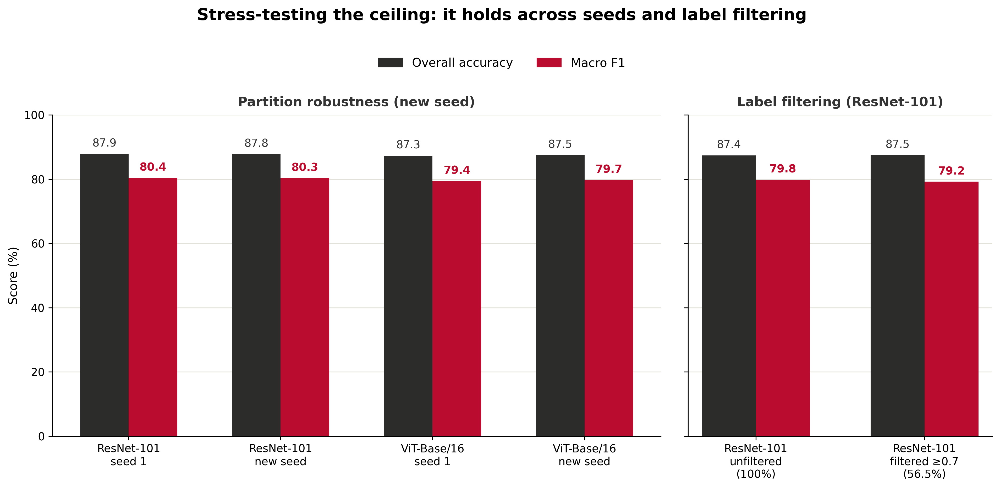 Stress-testing the ceiling: it holds across seeds and label filtering
Overall accuracy
Macro F1
Partition robustness (new seed)
Label filtering (ResNet-101)
Score (%)
100
80
60
40
20
0
87.9
80.4
87.8
80.3
87.3
79.4
87.5
79.7
87.4
79.8
87.5
79.2
ResNet-101
seed 1
ResNet-101
new seed
ViT-Base/16
seed 1
ViT-Base/16
new seed
ResNet-101
unfiltered
(100%)
ResNet-101
filtered ≥0.7
(56.5%)